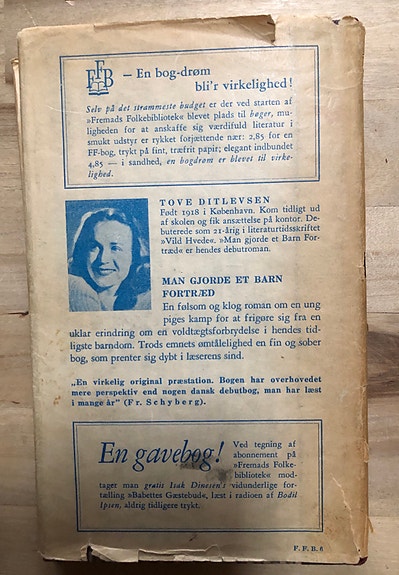 FFB
— En bog-drøm
bli'r virkelighed!
Selv på det strammeste budget er der ved starten af
»Fremads Folkebibliotek« blevet plads til bøger, mu-
ligheden for at anskaffe sig værdifuld literatur i
smukt udstyr er rykket forjættende nær: 2,85 for en
FF-bog, trykt på fint, træfrit papir; elegant indbundet
4,85 — i sandhed, en bogdrøm er blevet til virke-
lighed.
TOVE DITLEVSEN
Født 1918 i København. Kom tidligt ud
af skolen og fik ansættelse på kontor. De-
buterede som 21-årig i literaturtidsskriftet
»Vild Hvede«. »Man gjorde et Barn For-
træd« er hendes debutroman.
MAN GJORDE ET BARN
FORTRÆD
En følsom og klog roman om en ung
piges kamp for at frigøre sig fra en
uklar erindring om en voldtægtsforbrydelse i hendes tid-
ligste barndom. Trods emnets ømtålelighed en fin og sober
bog, som prenter sig dybt i læserens sind.
„En virkelig original præstation. Bogen har overhovedet
mere perspektiv end nogen dansk debutbog, man har læst
i mange år" (Fr. Schyberg).
En gavebog!
Ved tegning af
abonnement på
»Fremads Folke-
bibliotek« mod-
tager man gratis Isak Dinesen's vidunderlige for-
tælling »Babettes Gæstebud«, læst i radioen af Bodil
Ipsen, aldrig tidligere trykt.
F. F. B. 6